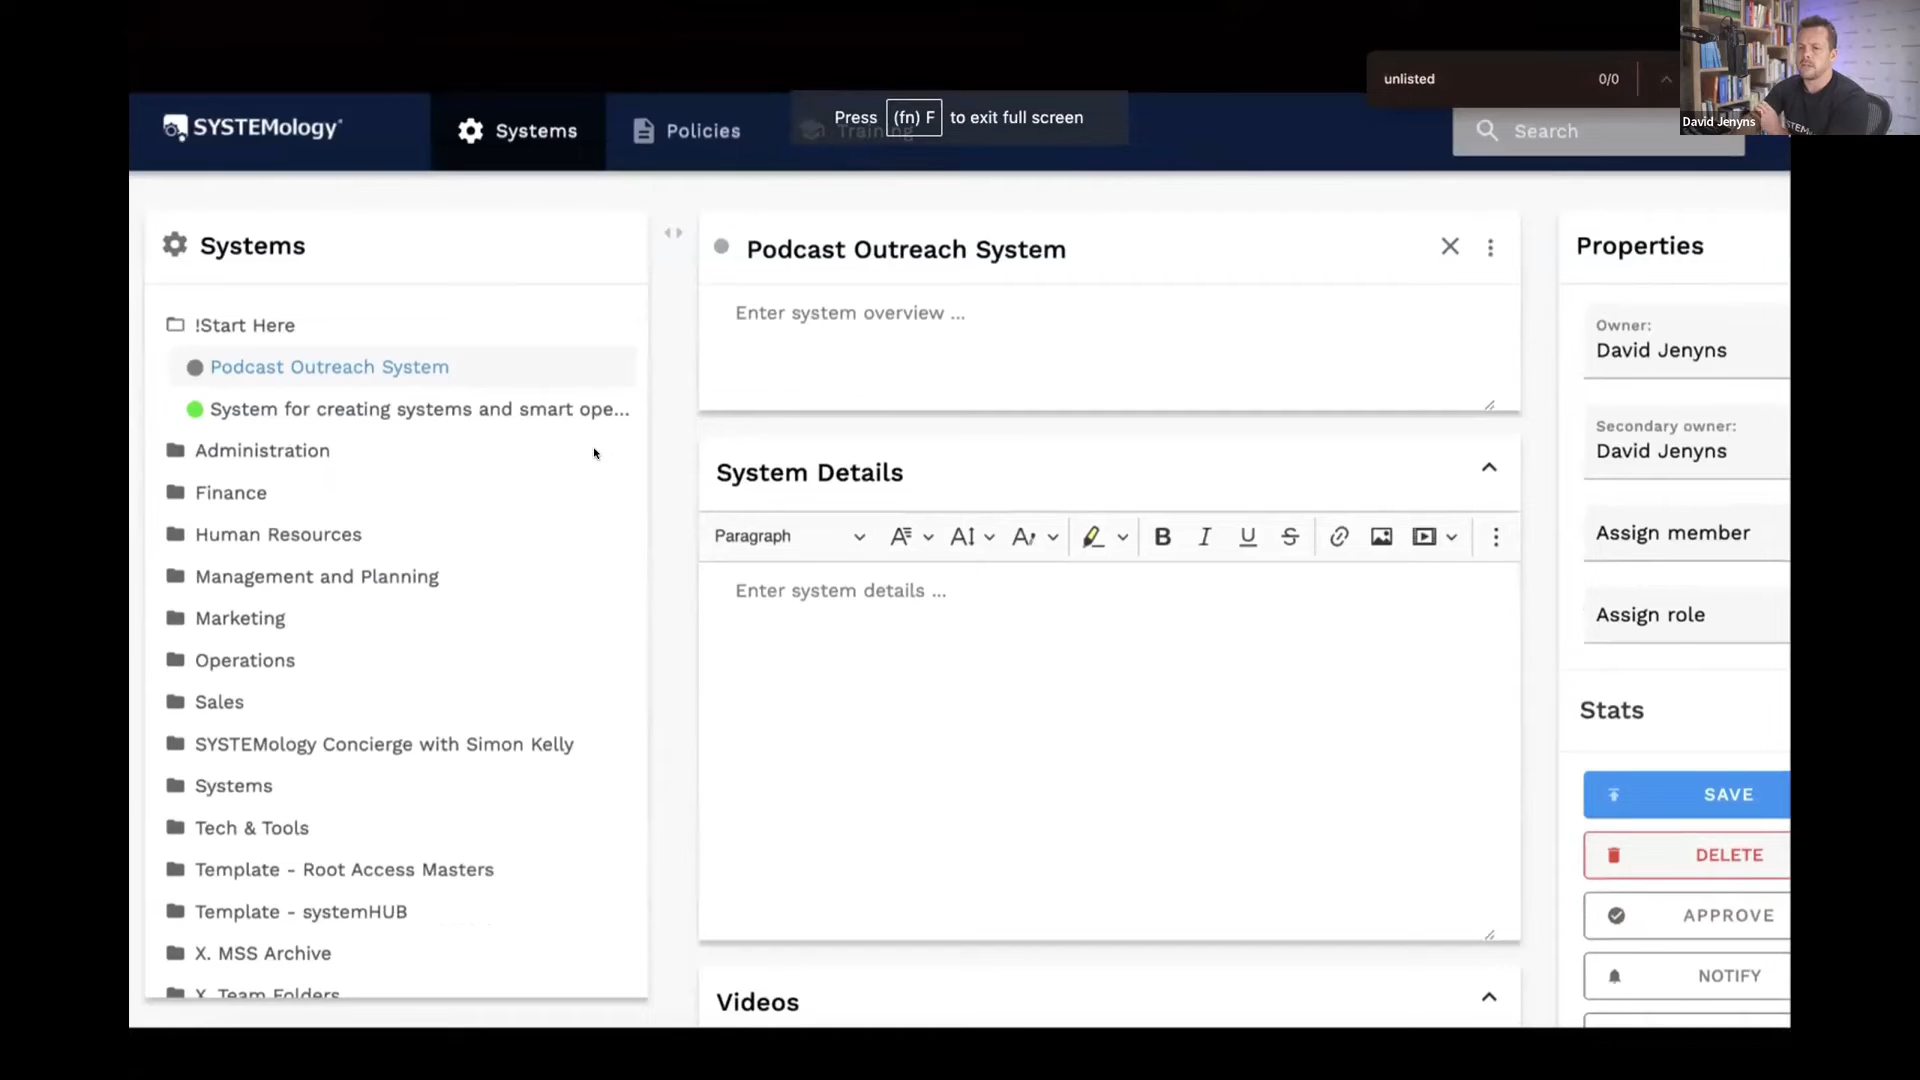 unlisted 0/0
David Jenyns
Press (fn) F to exit full screen
SYSTEMology
Systems
Policies
Training
Search
Systems
!Start Here
Podcast Outreach System
System for creating systems and smart ope...
Administration
Finance
Human Resources
Management and Planning
Marketing
Operations
Sales
SYSTEMology Concierge with Simon Kelly
Systems
Tech & Tools
Template - Root Access Masters
Template - systemHUB
X. MSS Archive
X. Team Folders
Podcast Outreach System
Enter system overview ...
System Details
Paragraph
Enter system details ...
Videos
Properties
Owner:
David Jenyns
Secondary owner:
David Jenyns
Assign member
Assign role
Stats
SAVE
DELETE
APPROVE
NOTIFY